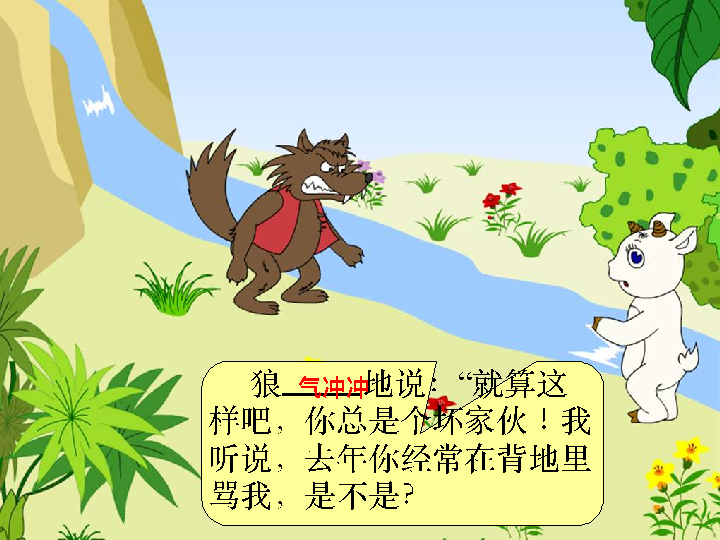 狼气冲冲地说：“就算这
样吧，你总是个坏家伙！我
听说，去年你经常在背地里
骂我，是不是？